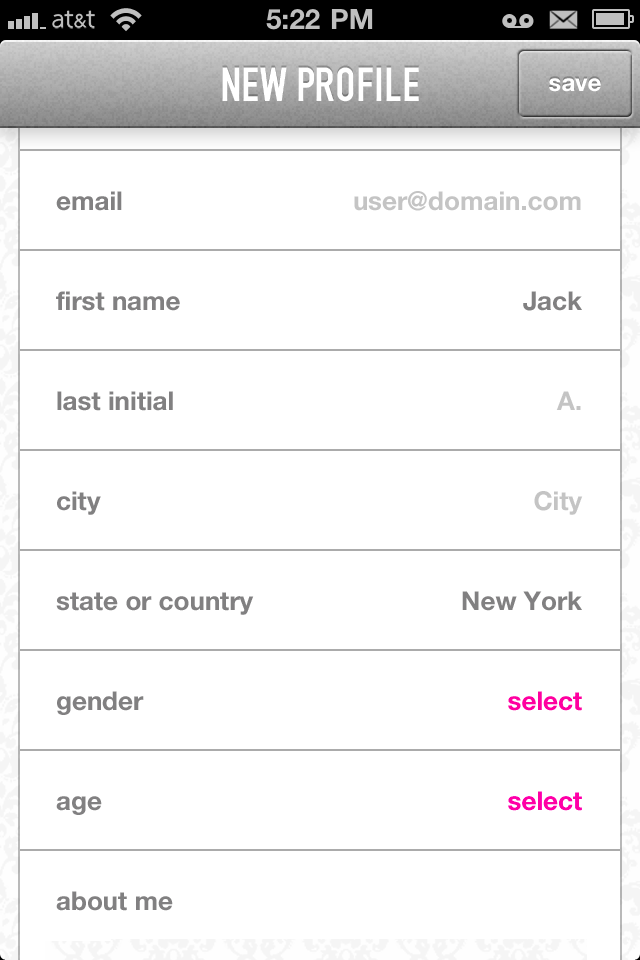 at&t 5:22 PM
NEW PROFILE save
email user@domain.com
first name Jack
last initial A.
city City
state or country New York
gender select
age select
about me